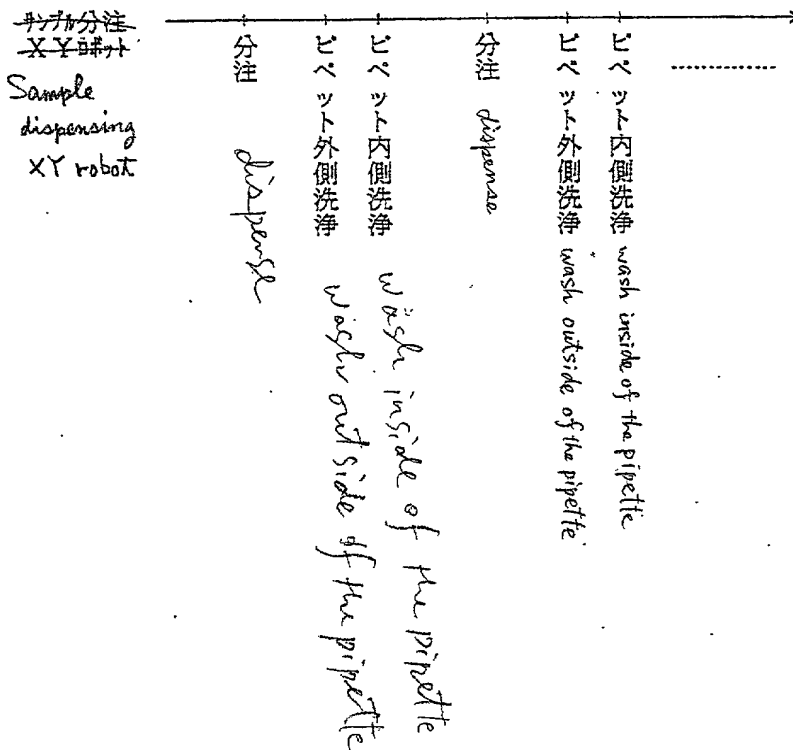 サンプル分注
XYロボット
Sample
dispensing
XY robot
分注
dispense
ピペット外側洗浄
wash outside of the pipette
ピペット内側洗浄
wash inside of the pipette
分注
dispense
ピペット外側洗浄
wash outside of the pipette
ピペット内側洗浄
wash inside of the pipette